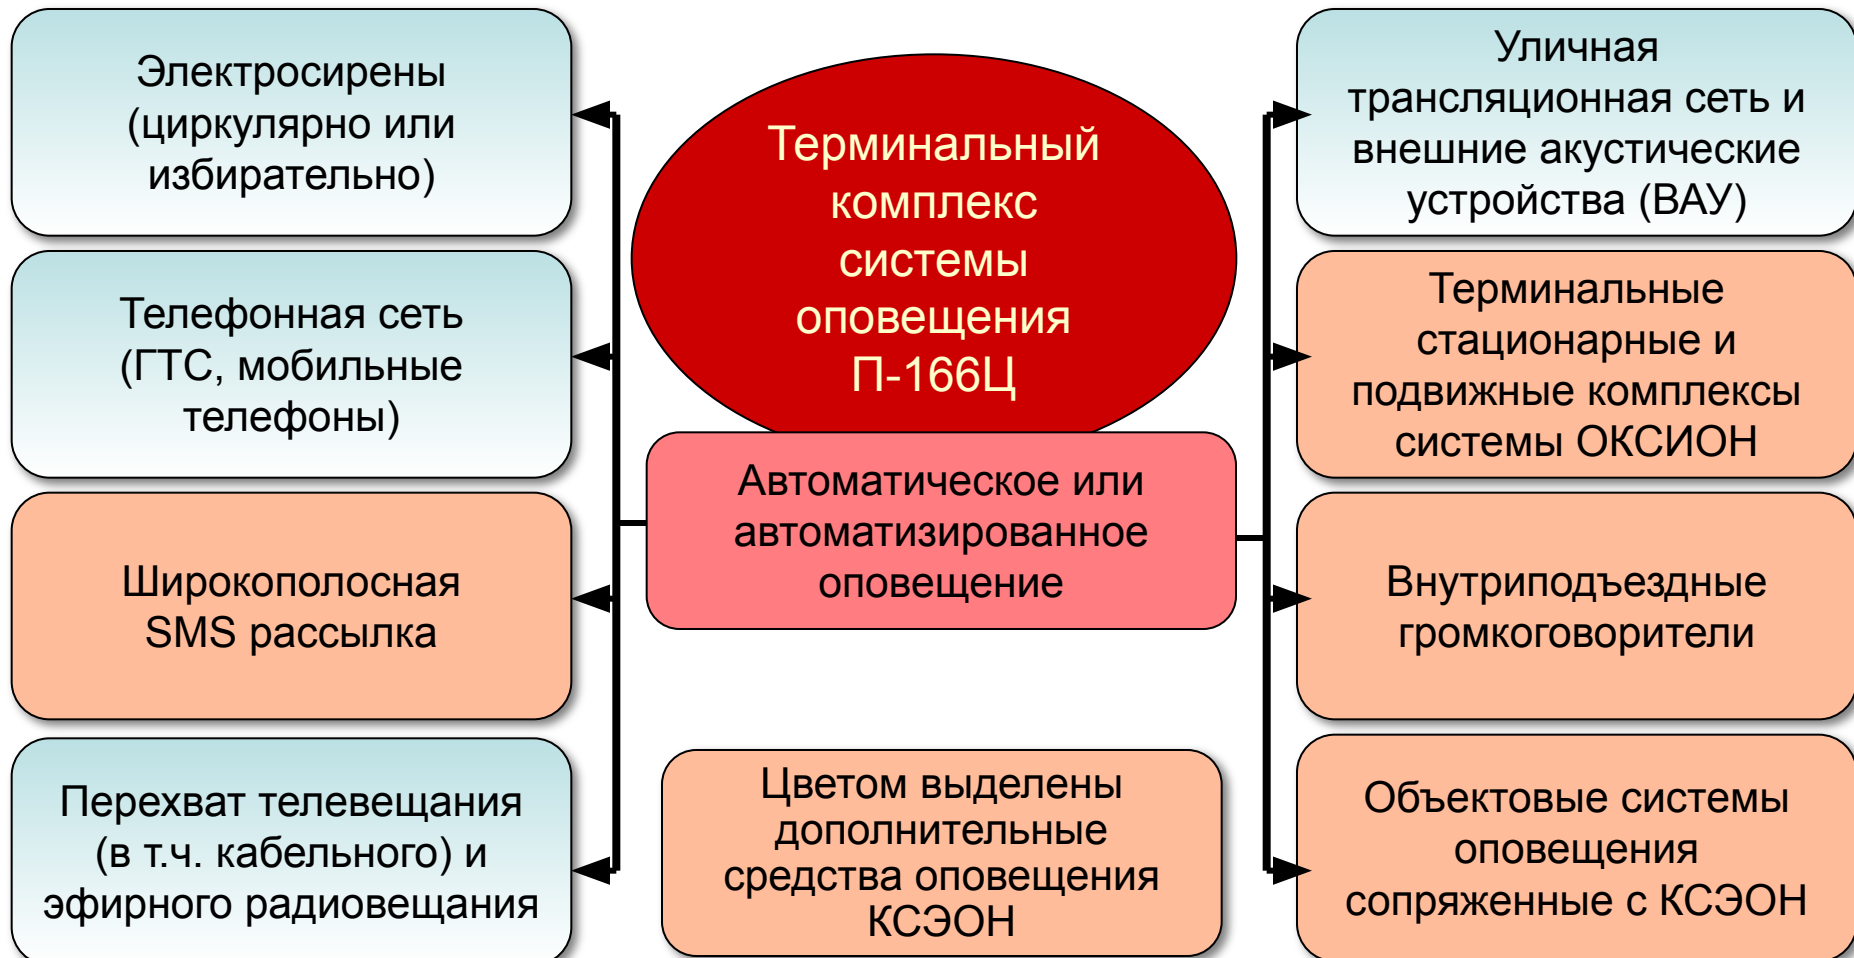 Электросирены
(циркулярно или
избирательно)
Телефонная сеть
(ГТС, мобильные
телефоны)
Широкополосная
SMS рассылка
Перехват телевещания
(в т.ч. кабельного) и
эфирного радиовещания
Терминальный
комплекс
системы
оповещения
П-166Ц
Автоматическое или
автоматизированное
оповещение
Цветом выделены
дополнительные
средства оповещения
КСЭОН
Уличная
трансляционная сеть и
внешние акустические
устройства (ВАУ)
Терминальные
стационарные и
подвижные комплексы
системы ОКСИОН
Внутриподъездные
громкоговорители
Объектовые системы
оповещения
сопряженные с КСЭОН